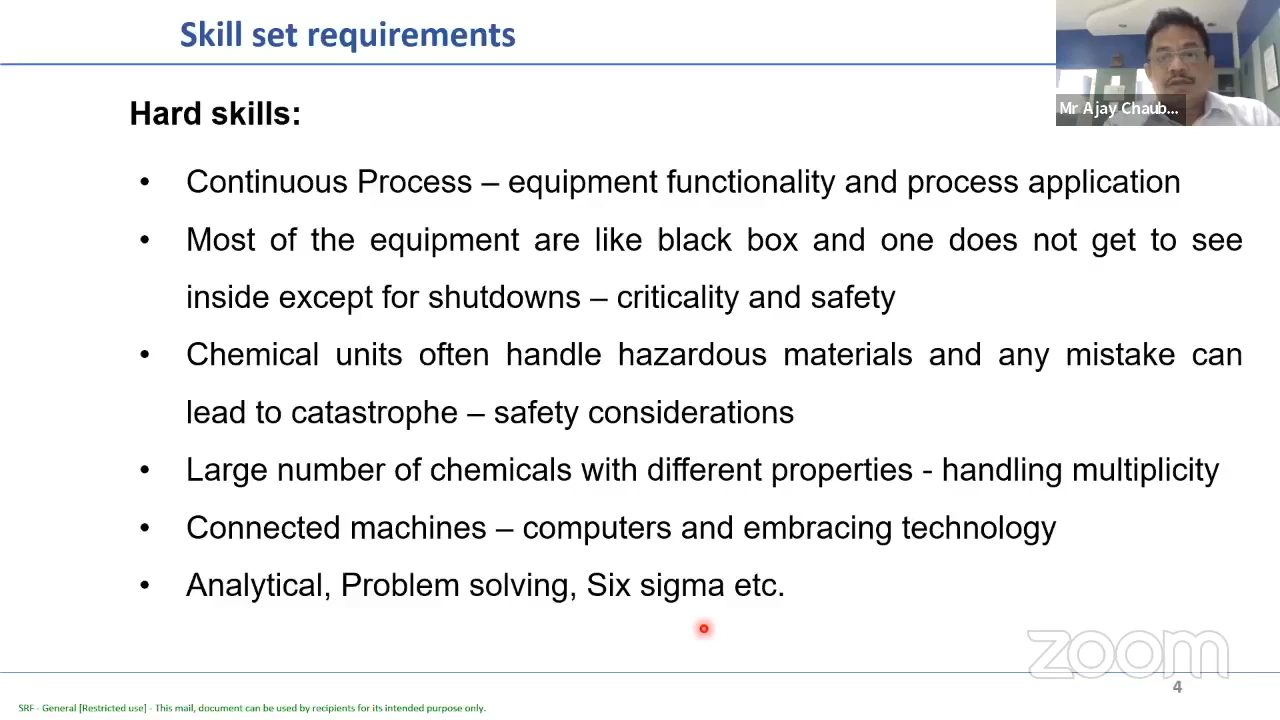 Skill set requirements
Mr Ajay Chaub...
Hard skills:
• Continuous Process – equipment functionality and process application
• Most of the equipment are like black box and one does not get to see
inside except for shutdowns – criticality and safety
• Chemical units often handle hazardous materials and any mistake can
lead to catastrophe – safety considerations
• Large number of chemicals with different properties - handling multiplicity
• Connected machines – computers and embracing technology
• Analytical, Problem solving, Six sigma etc.
zoom
4
SRF - General [Restricted use] - This mail, document can be used by recipients for its intended purpose only.